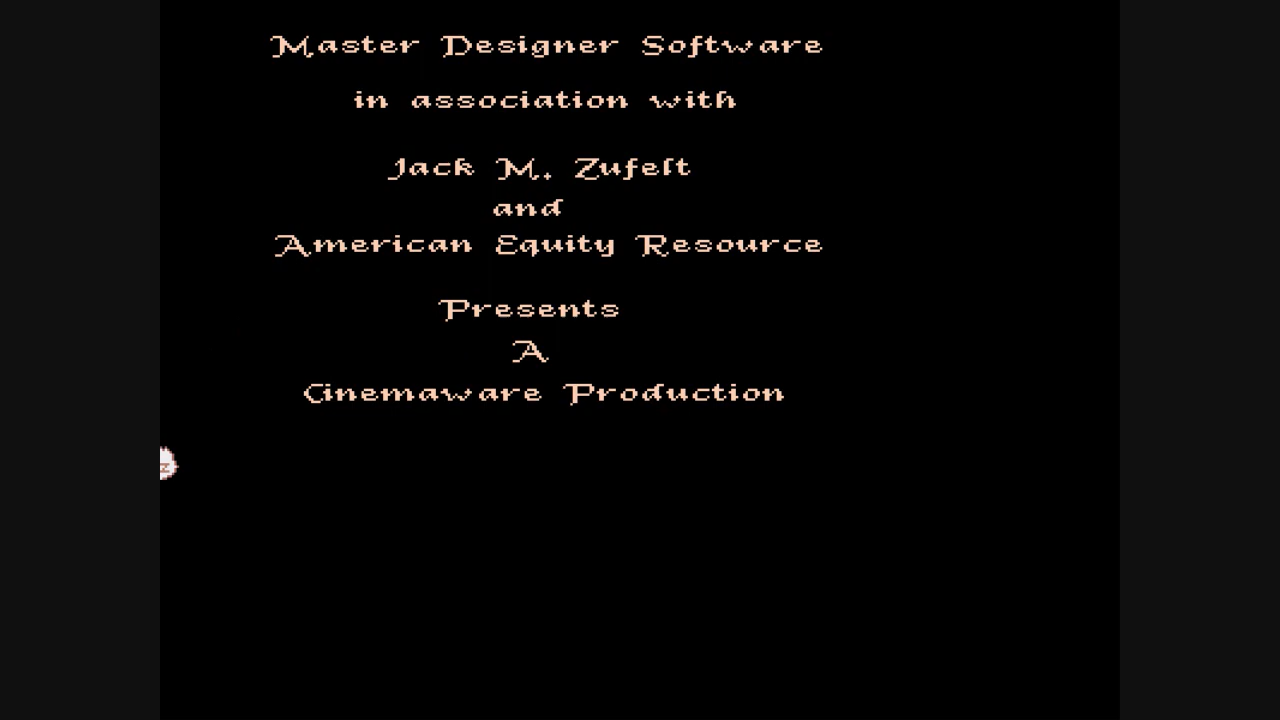 Master Designer Software
in association with
Jack M. Zufelt
and
American Equity Resource
Presents
A
Cinemaware Production